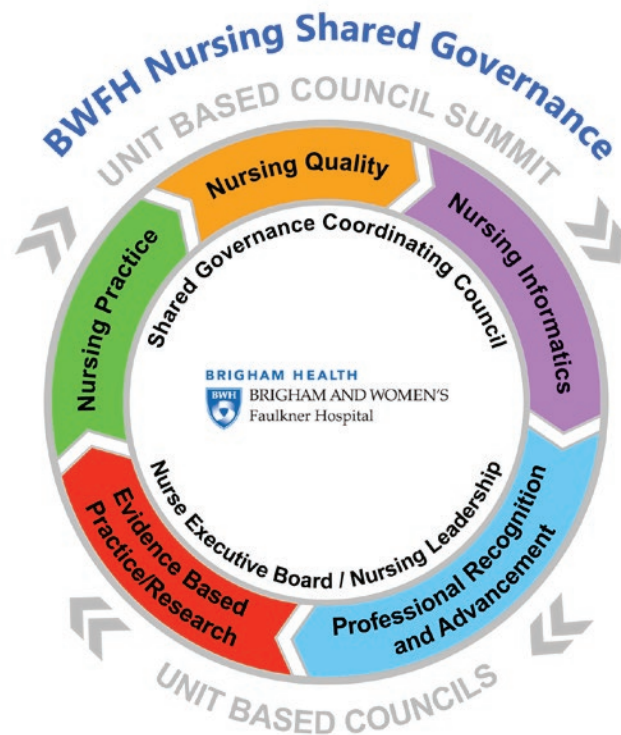 BWFH Nursing Shared Governance
UNIT BASED COUNCIL SUMMIT
Nursing Quality
Nursing Informatics
Professional Recognition
and Advancement
Evidence Based
Practice/Research
Nursing Practice
Shared Governance Coordinating Council
BRIGHAM HEALTH
BWH
BRIGHAM AND WOMEN'S
Faulkner Hospital
Nurse Executive Board / Nursing Leadership
UNIT BASED COUNCILS